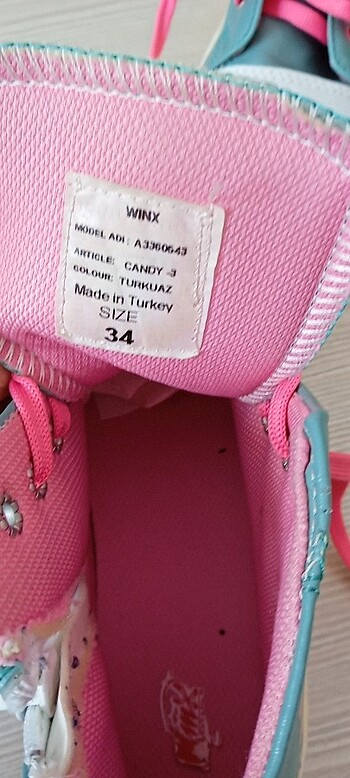 WINX
MODEL ADI : A3360643
ARTICLE: CANDY -3
COLOUR: TURKUAZ
Made in Turkey
SIZE
34